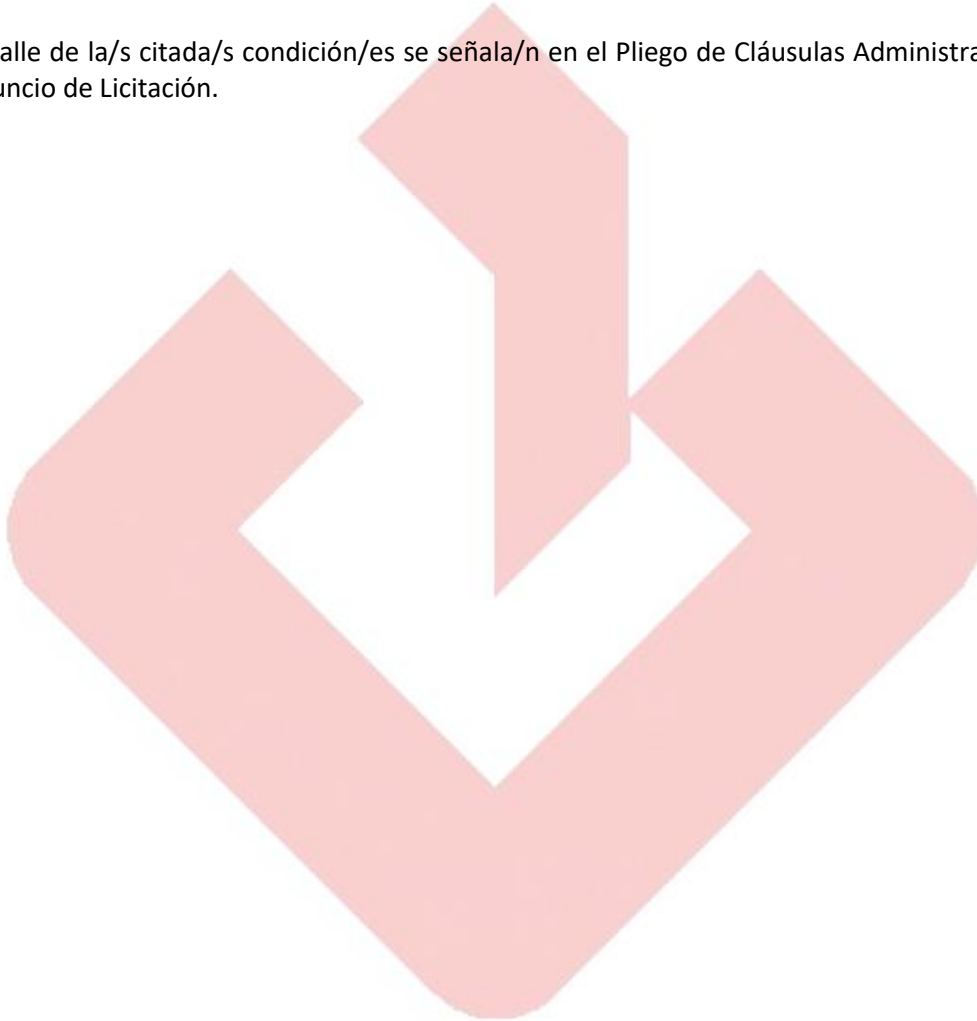 alle de la/s citada/s condición/es se señala/n en el Pliego de Cláusulas Administra
uncio de Licitación.